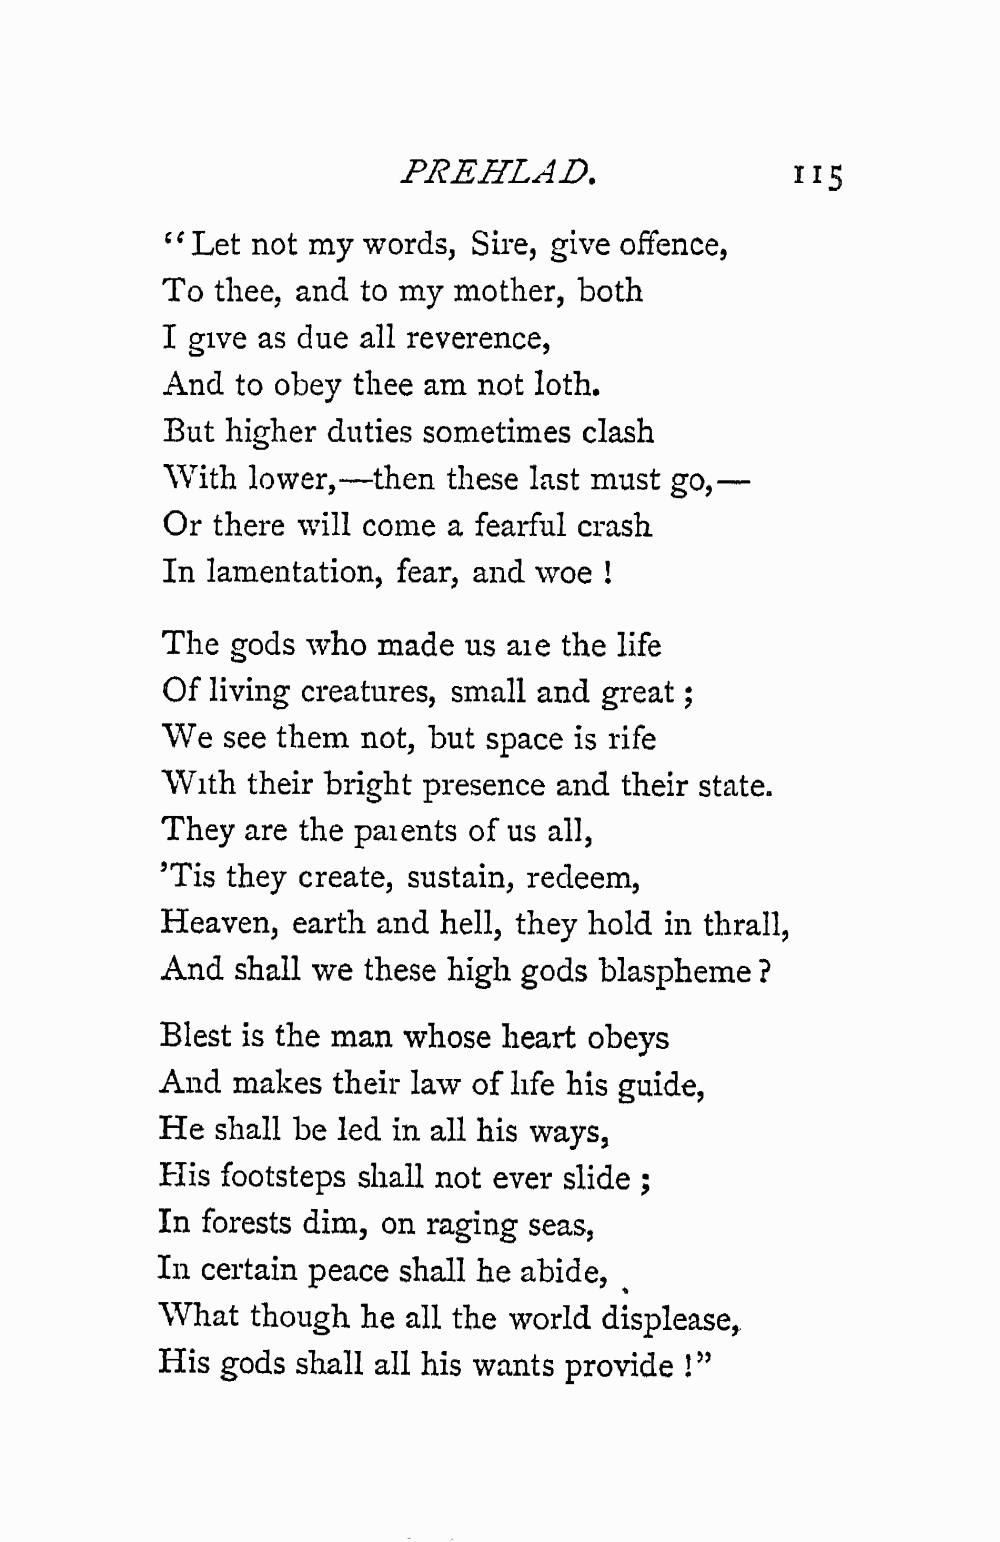 PREHLAD. 115
“Let not my words, Sire, give offence,
To thee, and to my mother, both
I give as due all reverence,
And to obey thee am not loth.
But higher duties sometimes clash
With lower,—then these last must go,—
Or there will come a fearful crash
In lamentation, fear, and woe !
The gods who made us are the life
Of living creatures, small and great ;
We see them not, but space is rife
With their bright presence and their state.
They are the parents of us all,
’Tis they create, sustain, redeem,
Heaven, earth and hell, they hold in thrall,
And shall we these high gods blaspheme ?
Blest is the man whose heart obeys
And makes their law of life his guide,
He shall be led in all his ways,
His footsteps shall not ever slide ;
In forests dim, on raging seas,
In certain peace shall he abide,
What though he all the world displease,
His gods shall all his wants provide !”